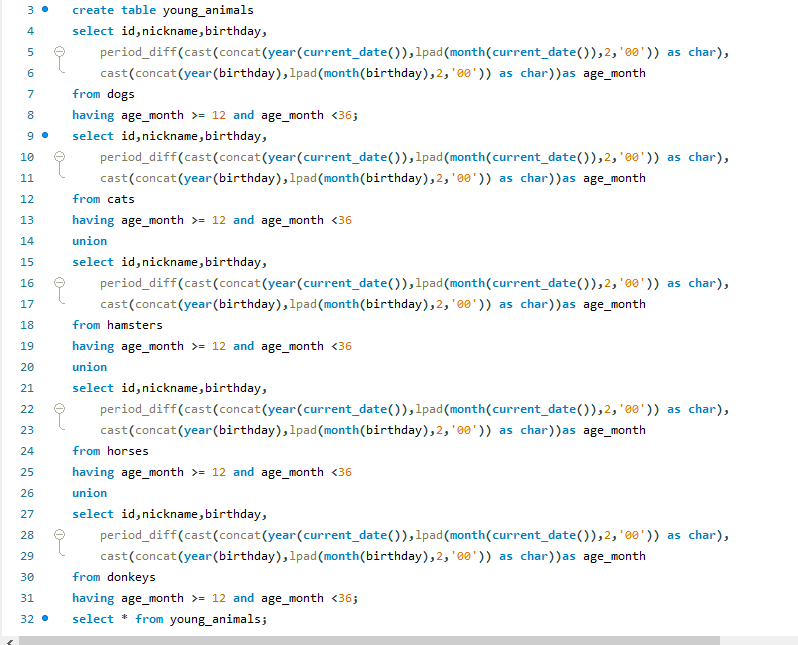 3 create table young_animals
4 select id,nickname,birthday,
5 period_diff(cast(concat(year(current_date()),lpad(month(current_date()),2,'00')) as char),
6 cast(concat(year(birthday),lpad(month(birthday),2,'00')) as char))as age_month
7 from dogs
8 having age_month >= 12 and age_month <36;
9 select id,nickname,birthday,
10 period_diff(cast(concat(year(current_date()),lpad(month(current_date()),2,'00')) as char),
11 cast(concat(year(birthday),lpad(month(birthday),2,'00')) as char))as age_month
12 from cats
13 having age_month >= 12 and age_month <36
14 union
15 select id,nickname,birthday,
16 period_diff(cast(concat(year(current_date()),lpad(month(current_date()),2,'00')) as char),
17 cast(concat(year(birthday),lpad(month(birthday),2,'00')) as char))as age_month
18 from hamsters
19 having age_month >= 12 and age_month <36
20 union
21 select id,nickname,birthday,
22 period_diff(cast(concat(year(current_date()),lpad(month(current_date()),2,'00')) as char),
23 cast(concat(year(birthday),lpad(month(birthday),2,'00')) as char))as age_month
24 from horses
25 having age_month >= 12 and age_month <36
26 union
27 select id,nickname,birthday,
28 period_diff(cast(concat(year(current_date()),lpad(month(current_date()),2,'00')) as char),
29 cast(concat(year(birthday),lpad(month(birthday),2,'00')) as char))as age_month
30 from donkeys
31 having age_month >= 12 and age_month <36;
32 select * from young_animals;